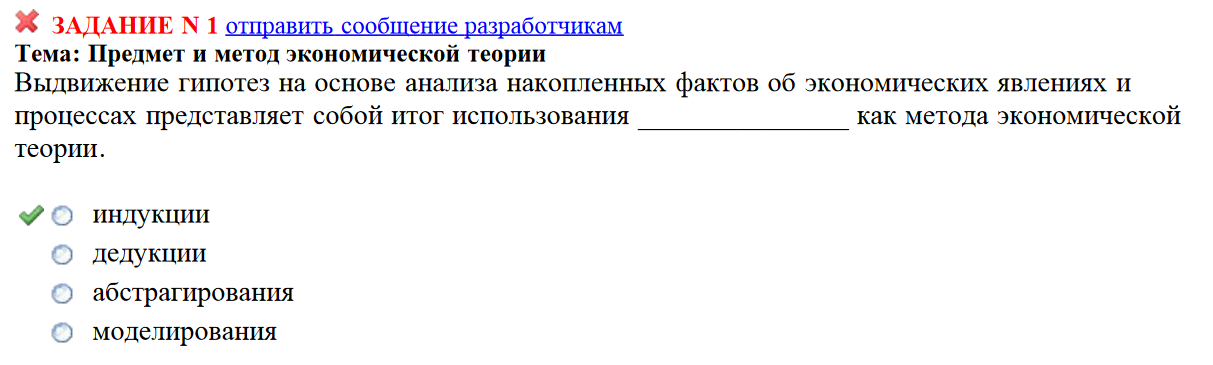 ЗАДАНИЕ N 1 отправить сообщение разработчикам
Тема: Предмет и метод экономической теории
Выдвижение гипотез на основе анализа накопленных фактов об экономических явлениях и
процессах представляет собой итог использования _______________ как метода экономической
теории.
индукции
дедукции
абстрагирования
моделирования